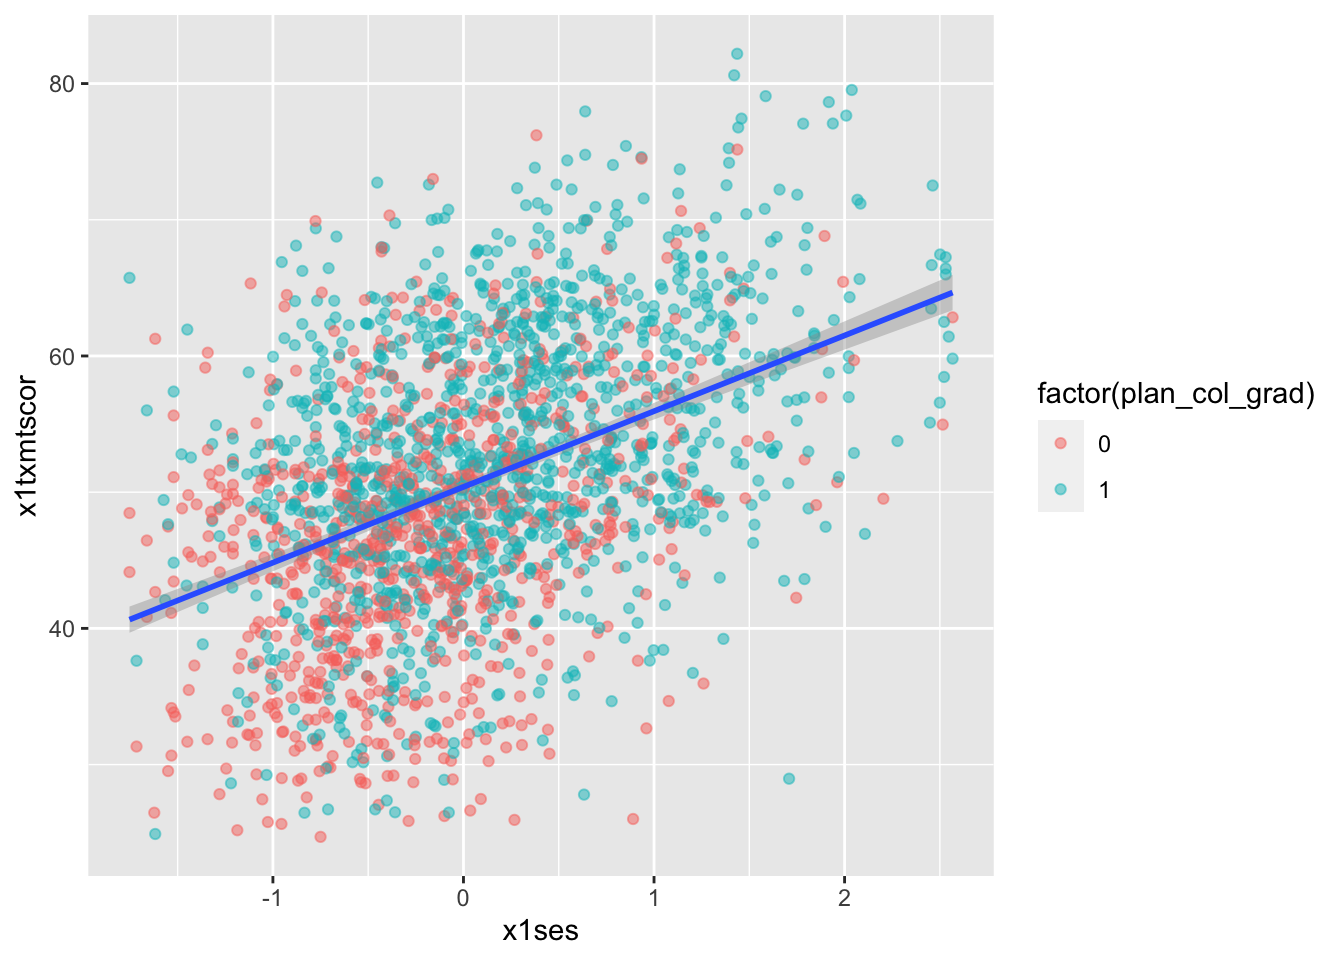 80
60
40
x1txmtscor
-1 0 1 2
x1ses
factor(plan_col_grad)
0
1